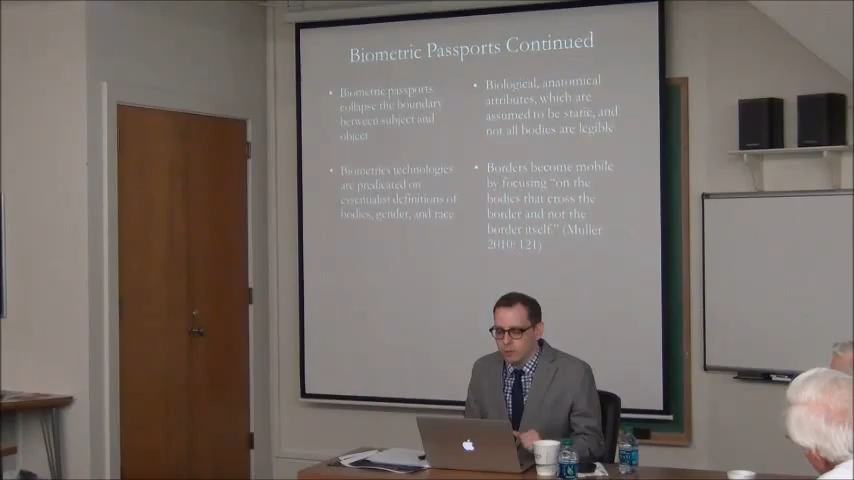 Biometric Passports Continued
• Biometric passports
collapse the boundary
between subject and
object
• Biometrics technologies
are predicated on
essentialist definitions of
bodies, gender, and race
• Biological, anatomical
attributes, which are
assumed to be static, and
not all bodies are legible
• Borders become mobile
by focusing “on the
bodies that cross the
border and not the
border itself.” (Muller
2010: 121)